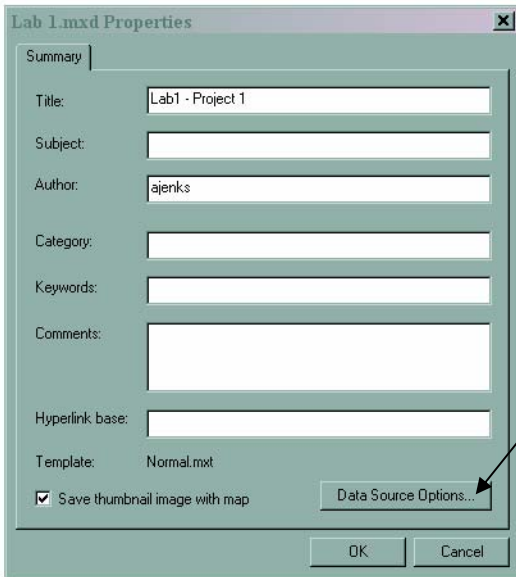 Lab 1.mxd Properties
Summary
Title: Lab1 - Project 1
Subject:
Author: ajenks
Category:
Keywords:
Comments:
Hyperlink base:
Template: Normal.mxt
Save thumbnail image with map
Data Source Options...
OK Cancel